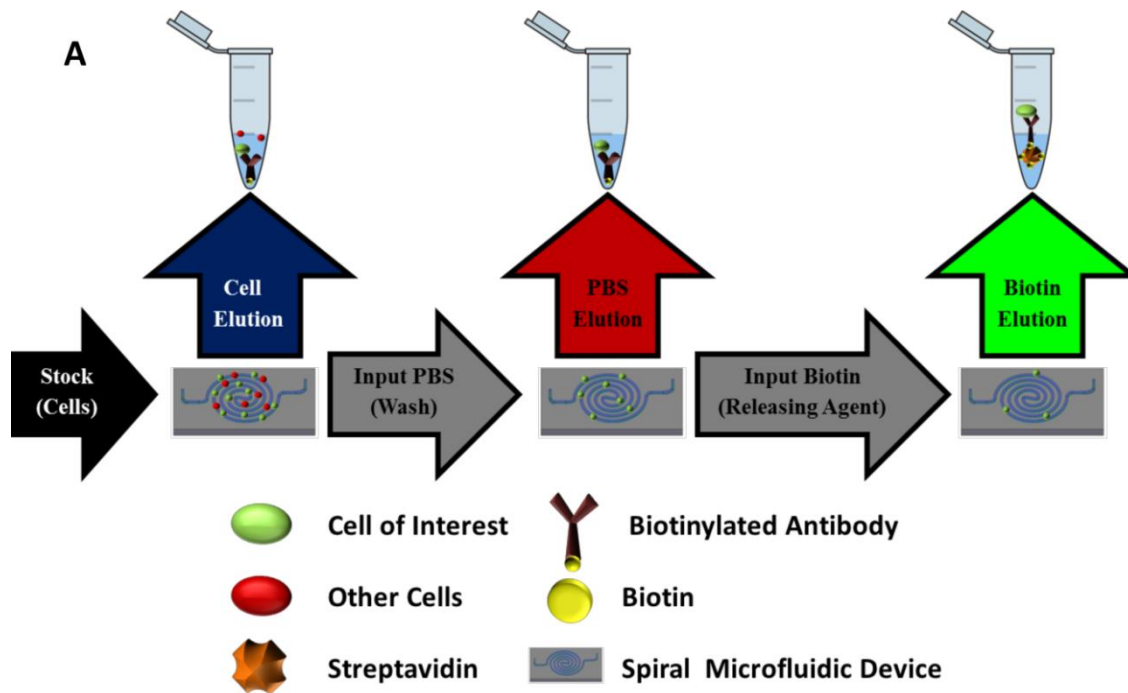 A
Cell
Elution
PBS
Elution
Biotin
Elution
Stock
(Cells)
Input PBS
(Wash)
Input Biotin
(Releasing Agent)
Cell of Interest
Biotinylated Antibody
Other Cells
Biotin
Streptavidin
Spiral Microfluidic Device